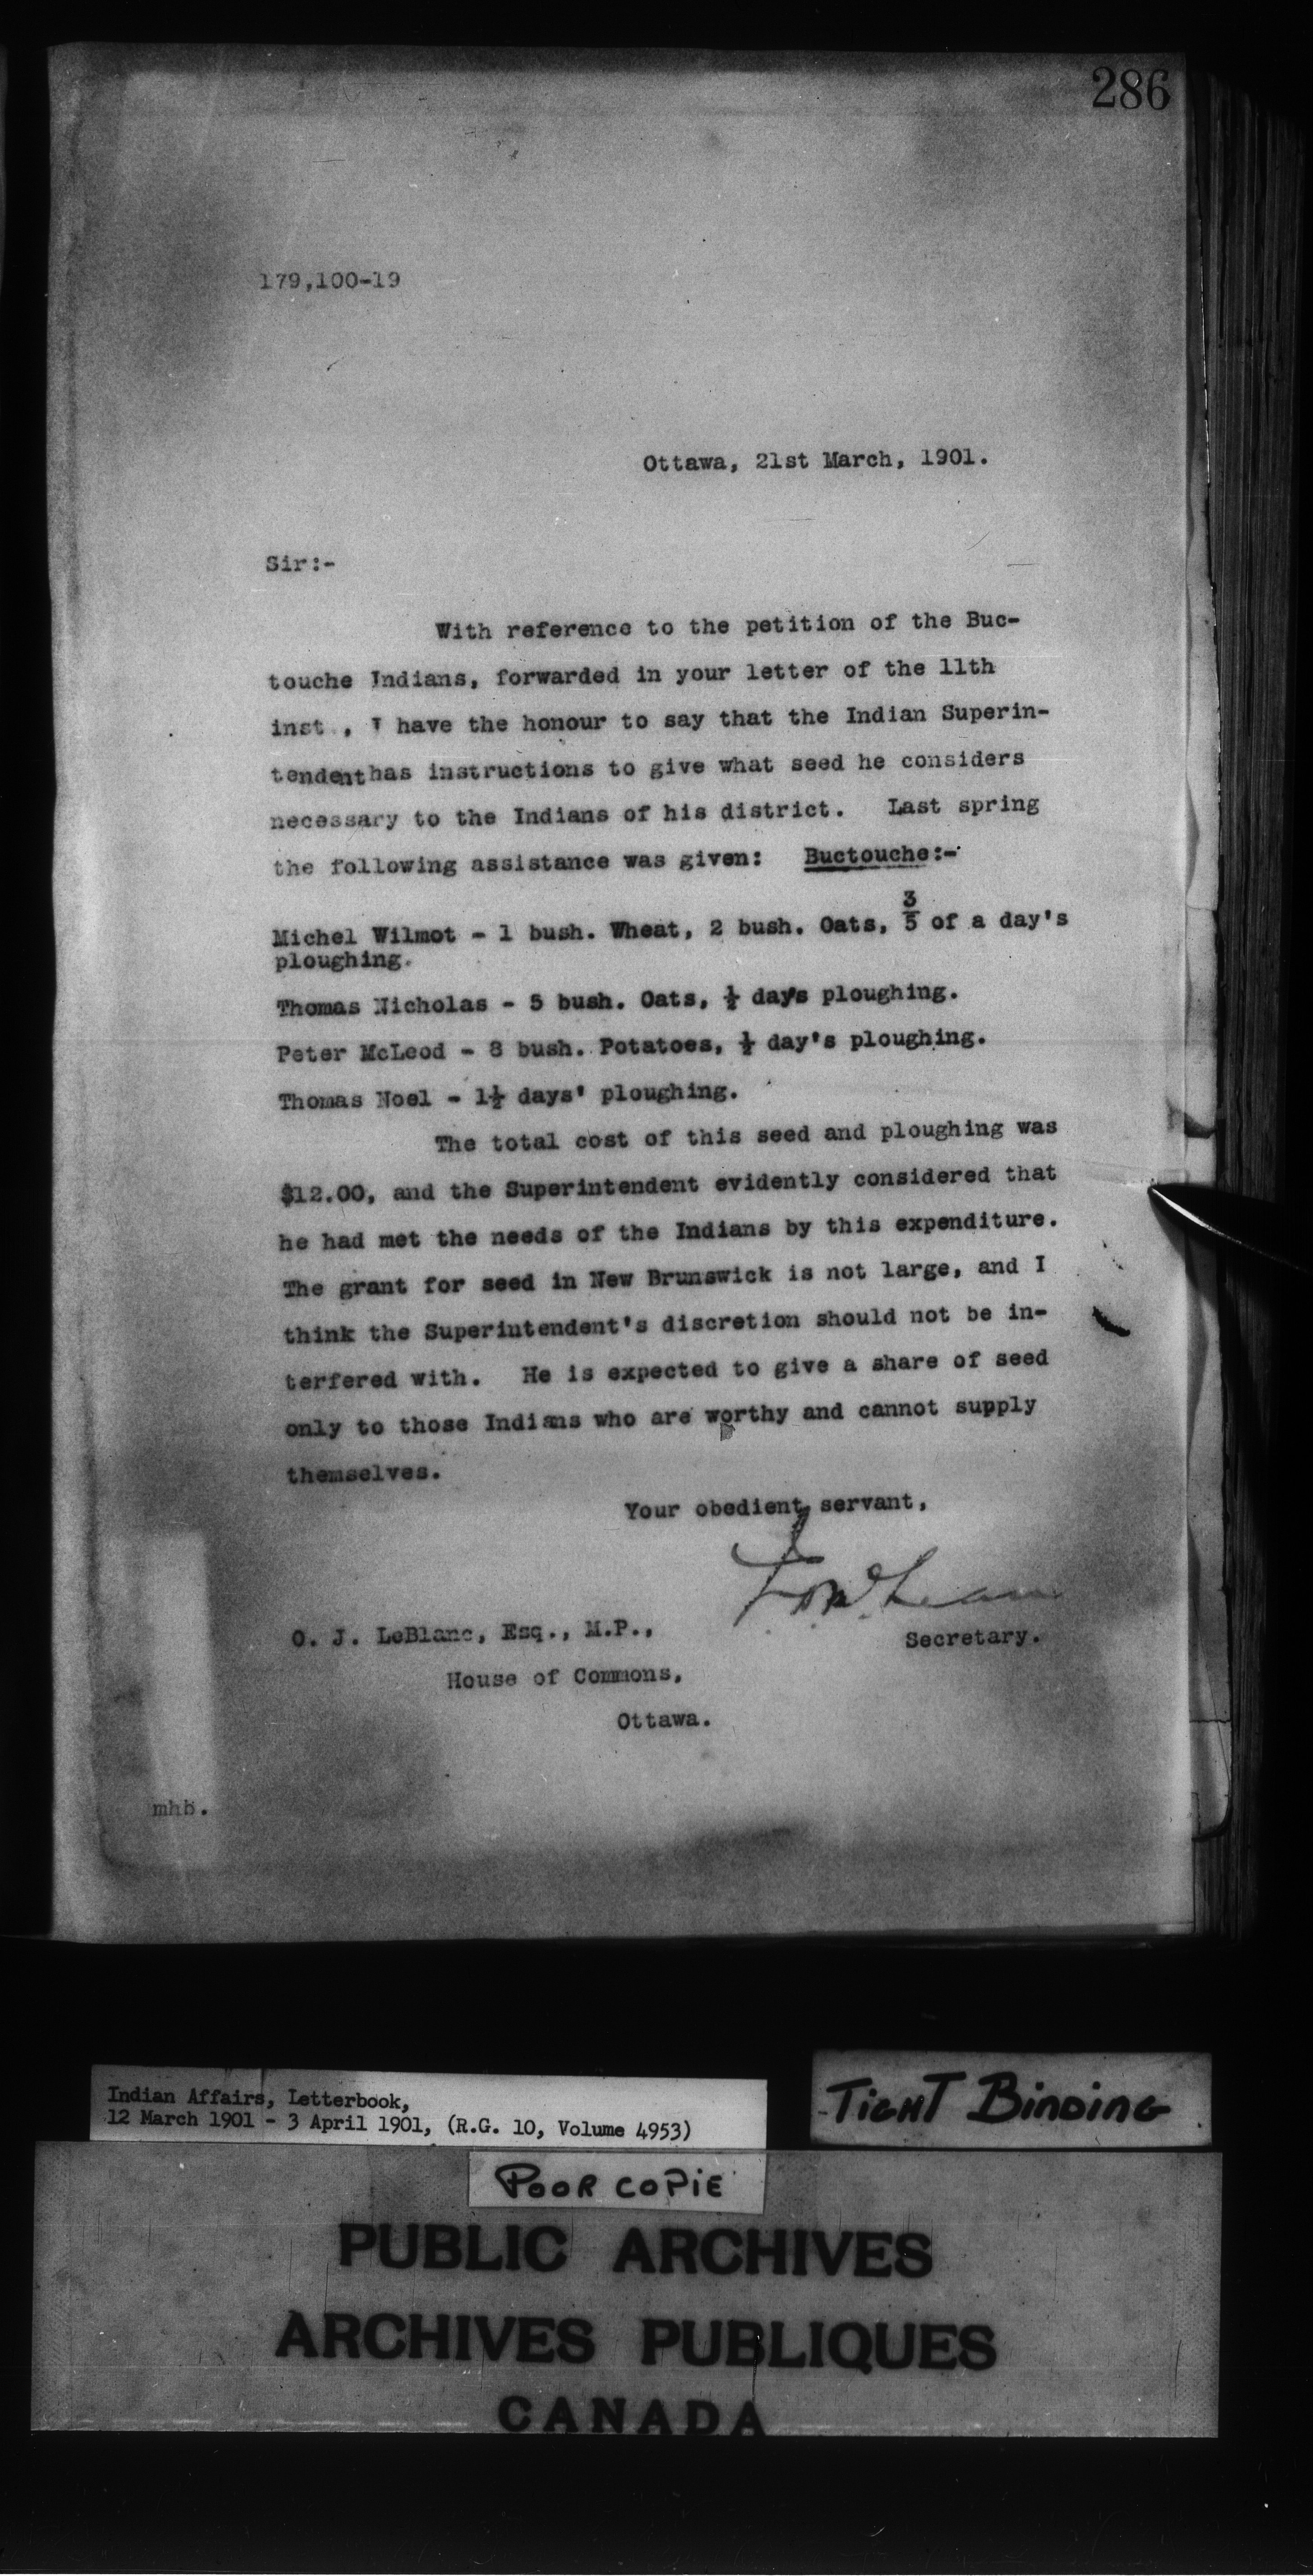 286
179,100-19
Ottawa, 21st March, 1901.
Sir:-
With reference to the petition of the Buc-
touche Indians, forwarded in your letter of the 11th
inst., I have the honour to say that the Indian Superin-
tendent has instructions to give what seed he considers
necessary to the Indians of his district. Last spring
the following assistance was given: Buctouche:-
Michel Wilmot - 1 bush. Wheat, 2 bush. Oats, 3/5 of a day's
ploughing.
Thomas Nicholas - 5 bush. Oats, ½ day's ploughing.
Peter McLeod - 8 bush. Potatoes, ½ day's ploughing.
Thomas Noel - 1½ days' ploughing.
The total cost of this seed and ploughing was
$12.00, and the Superintendent evidently considered that
he had met the needs of the Indians by this expenditure.
The grant for seed in New Brunswick is not large, and I
think the Superintendent's discretion should not be in-
terfered with. He is expected to give a share of seed
only to those Indians who are worthy and cannot supply
themselves.
Your obedient servant,
Secretary.
O. J. LeBlanc, Esq., M.P.,
House of Commons,
Ottawa.
mhb.
Indian Affairs, Letterbook,
12 March 1901 - 3 April 1901, (R.G. 10, Volume 4953)
TIGHT BINDING
POOR COPIE
PUBLIC ARCHIVES
ARCHIVES PUBLIQUES
CANADA